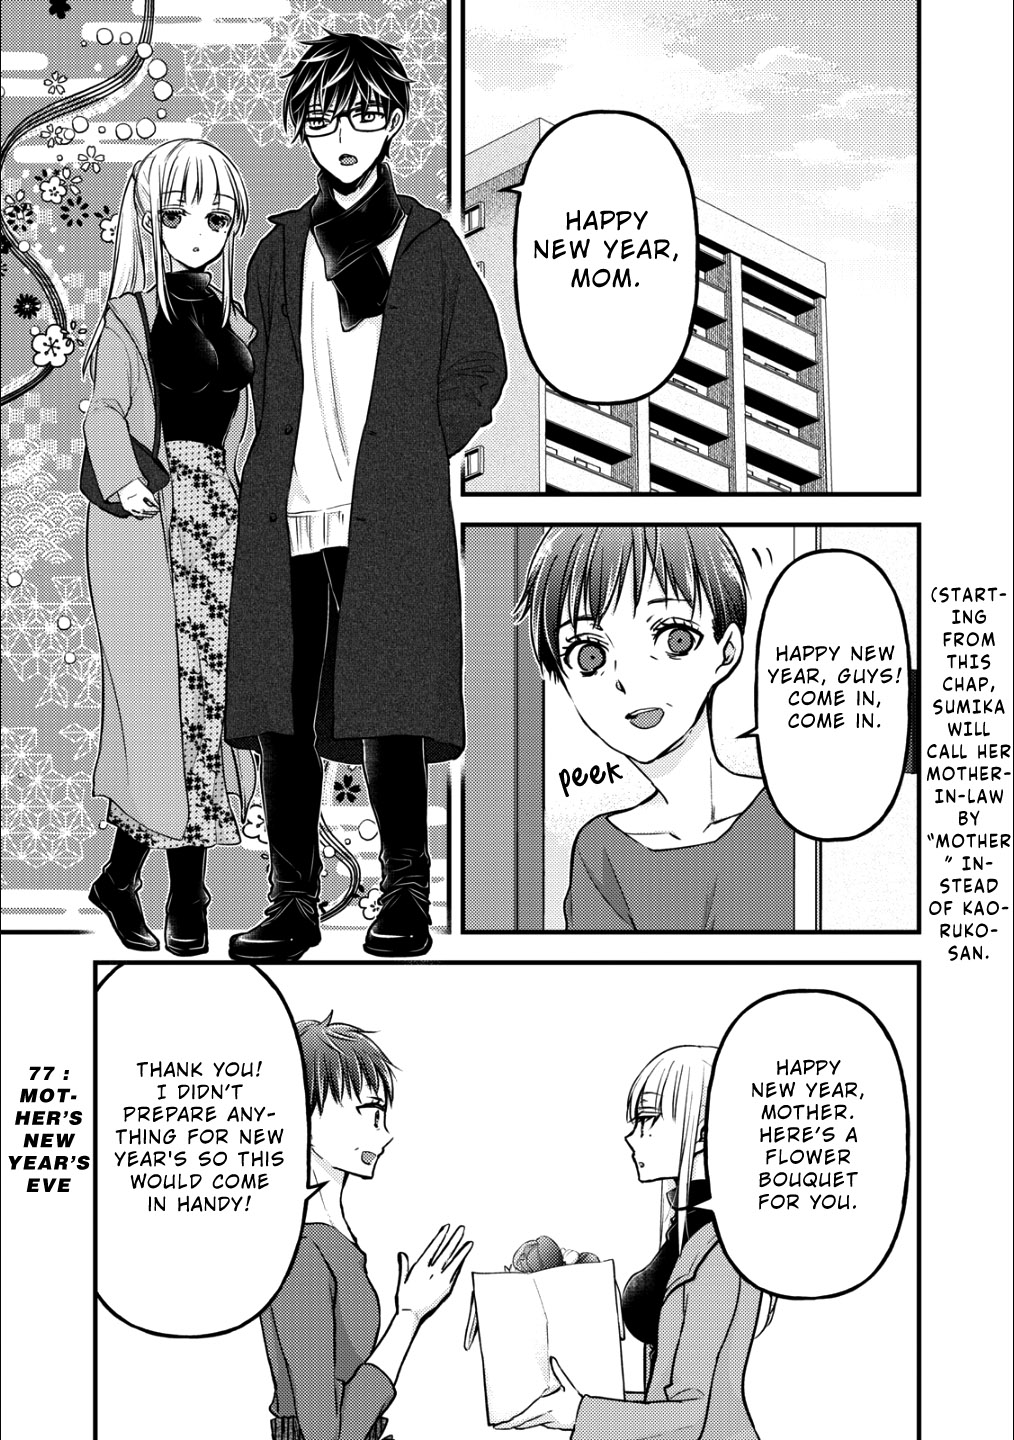 HAPPY
NEW YEAR,
MOM.
HAPPY NEW
YEAR, GUYS!
COME IN,
COME IN.
peek
(START-
ING
FROM
THIS
CHAP,
SUMIKA
WILL
CALL HER
MOTHER-
IN-LAW
BY
"MOTHER
" IN-
STEAD
OF KAO-
RUKO-
SAN.
HAPPY
NEW YEAR,
MOTHER.
HERE'S A
FLOWER
BOUQUET
FOR YOU.
THANK YOU!
I DIDN'T
PREPARE ANY-
THING FOR NEW
YEAR'S SO THIS
WOULD COME
IN HANDY!
77 :
MOT-
HER'S
NEW
YEAR'S
EVE